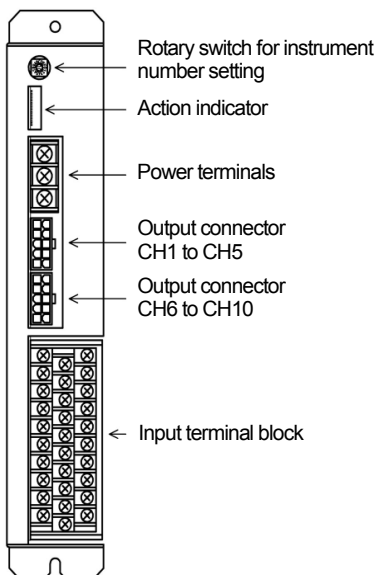 Rotary switch for instrument
number setting
Action indicator
Power terminals
Output connector
CH1 to CH5
Output connector
CH6 to CH10
Input terminal block